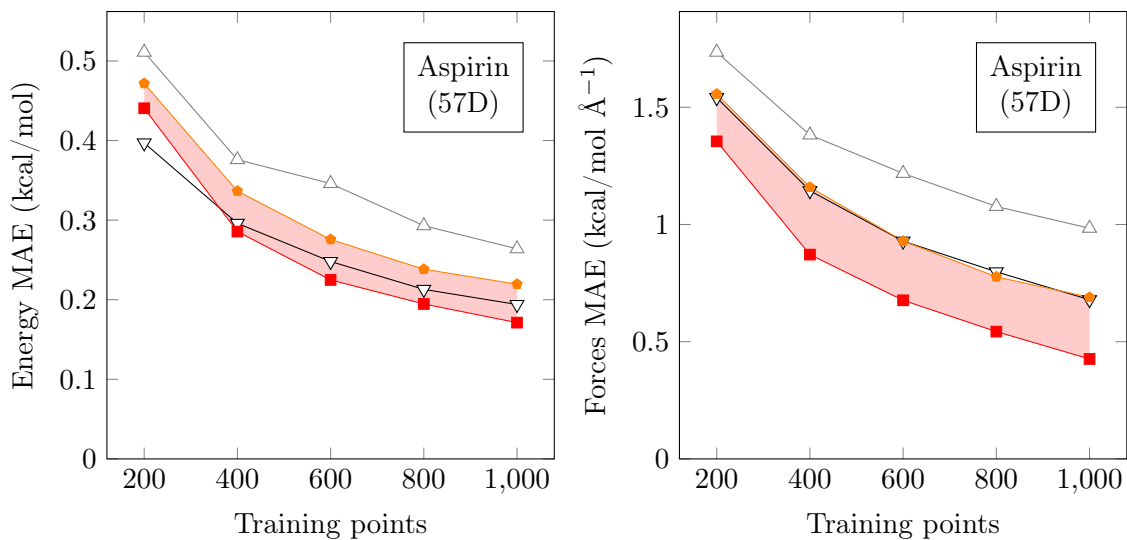 Energy MAE (kcal/mol)
0.5
0.4
0.3
0.2
0.1
0
Aspirin
(57D)
200 400 600 800 1,000
Training points
Forces MAE (kcal/mol Å⁻¹)
1.5
1
0.5
0
Aspirin
(57D)
200 400 600 800 1,000
Training points